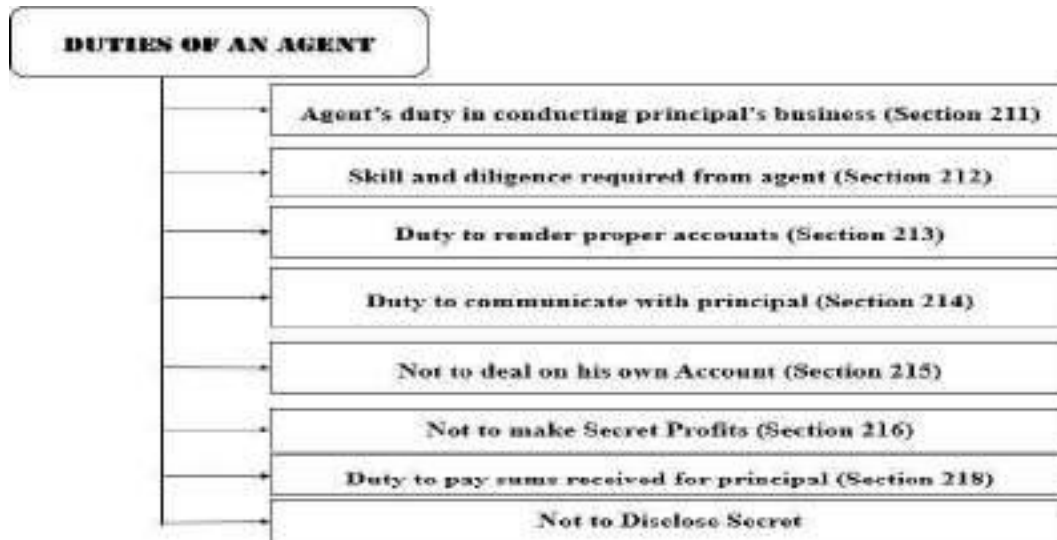 DUTIES OF AN AGENT
Agent's duty in conducting principal's business (Section 211)
Skill and diligence required from agent (Section 212)
Duty to render proper accounts (Section 213)
Duty to communicate with principal (Section 214)
Not to deal on his own Account (Section 215)
Not to make Secret Profits (Section 216)
Duty to pay sums received for principal (Section 218)
Not to Disclose Secret